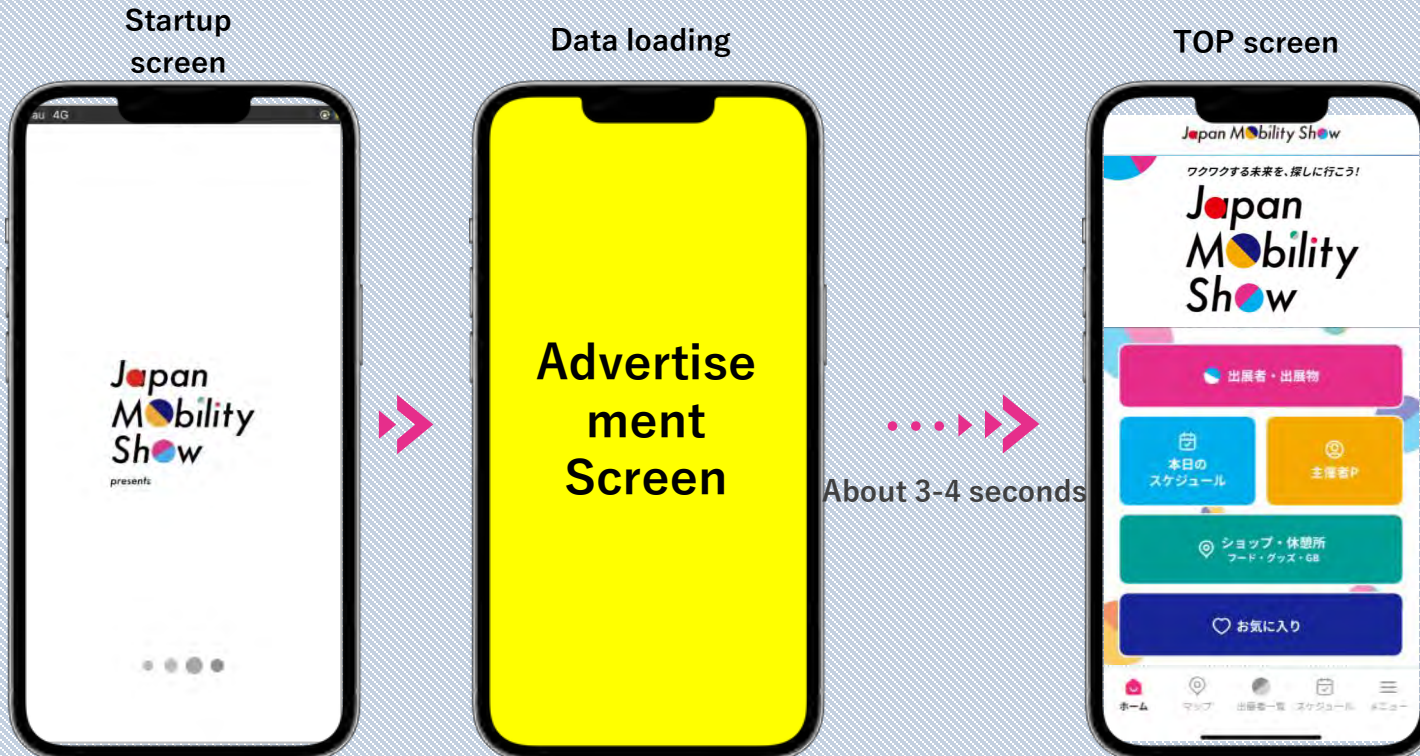 Startup
screen
au 4G
Japan
Mobility
Show
presents
Data loading
Advertise
ment
Screen
About 3-4 seconds
TOP screen
Japan Mobility Show
ワクワクする未来を、探しに行こう!
Japan
Mobility
Show
出展者・出展物
本日の
スケジュール
主催者P
ショップ・休憩所
フード・グッズ・GB
お気に入り
ホーム
マップ
出展者一覧
スケジュール
メニュー